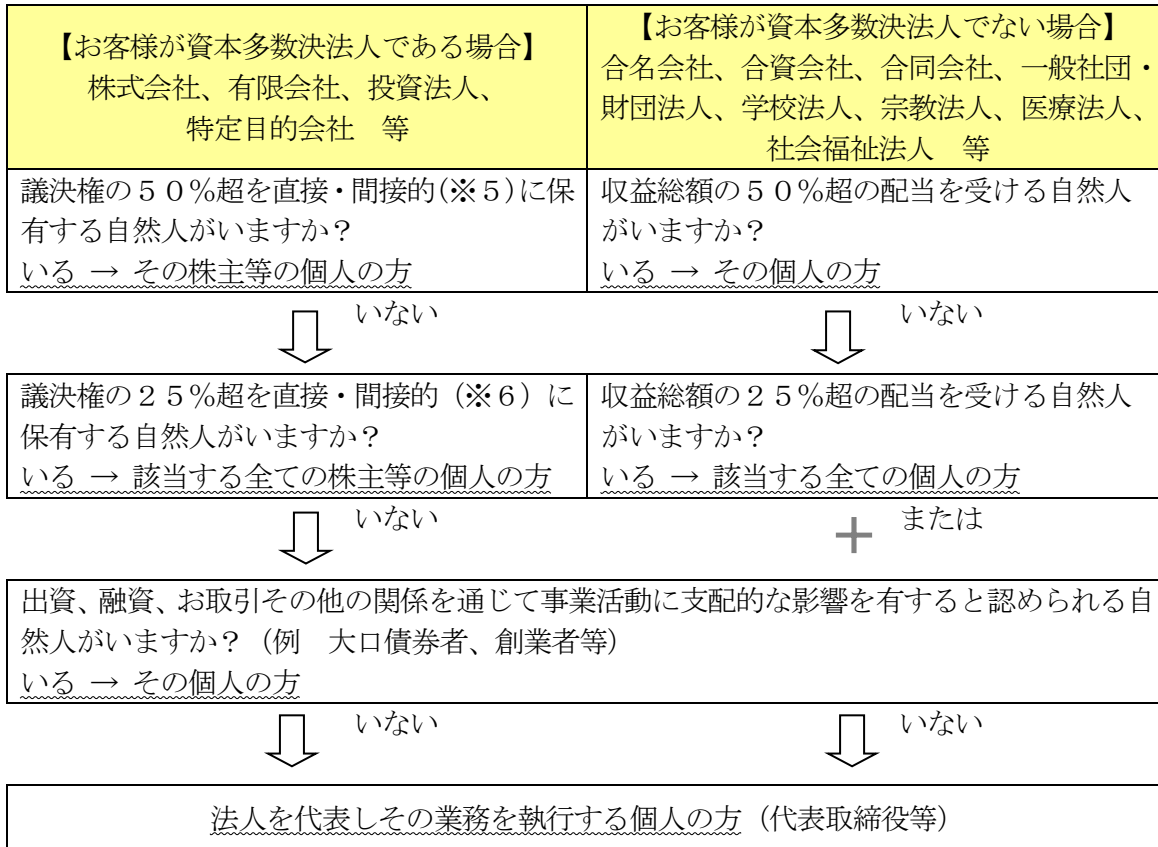 【お客様が資本多数決法人である場合】
株式会社、有限会社、投資法人、
特定目的会社　等
【お客様が資本多数決法人でない場合】
合名会社、合資会社、合同会社、一般社団・
財団法人、学校法人、宗教法人、医療法人、
社会福祉法人　等
議決権の５０％超を直接・間接的(※５)に保
有する自然人がいますか？
いる → その株主等の個人の方
収益総額の５０％超の配当を受ける自然人
がいますか？
いる → その個人の方
いない
いない
議決権の２５％超を直接・間接的（※６）に
保有する自然人がいますか？
いる → 該当する全ての株主等の個人の方
収益総額の２５％超の配当を受ける自然人
がいますか？
いる → 該当する全ての個人の方
いない
＋ または
出資、融資、お取引その他の関係を通じて事業活動に支配的な影響を有すると認められる自
然人がいますか？（例　大口債券者、創業者等）
いる → その個人の方
いない
いない
法人を代表しその業務を執行する個人の方（代表取締役等）